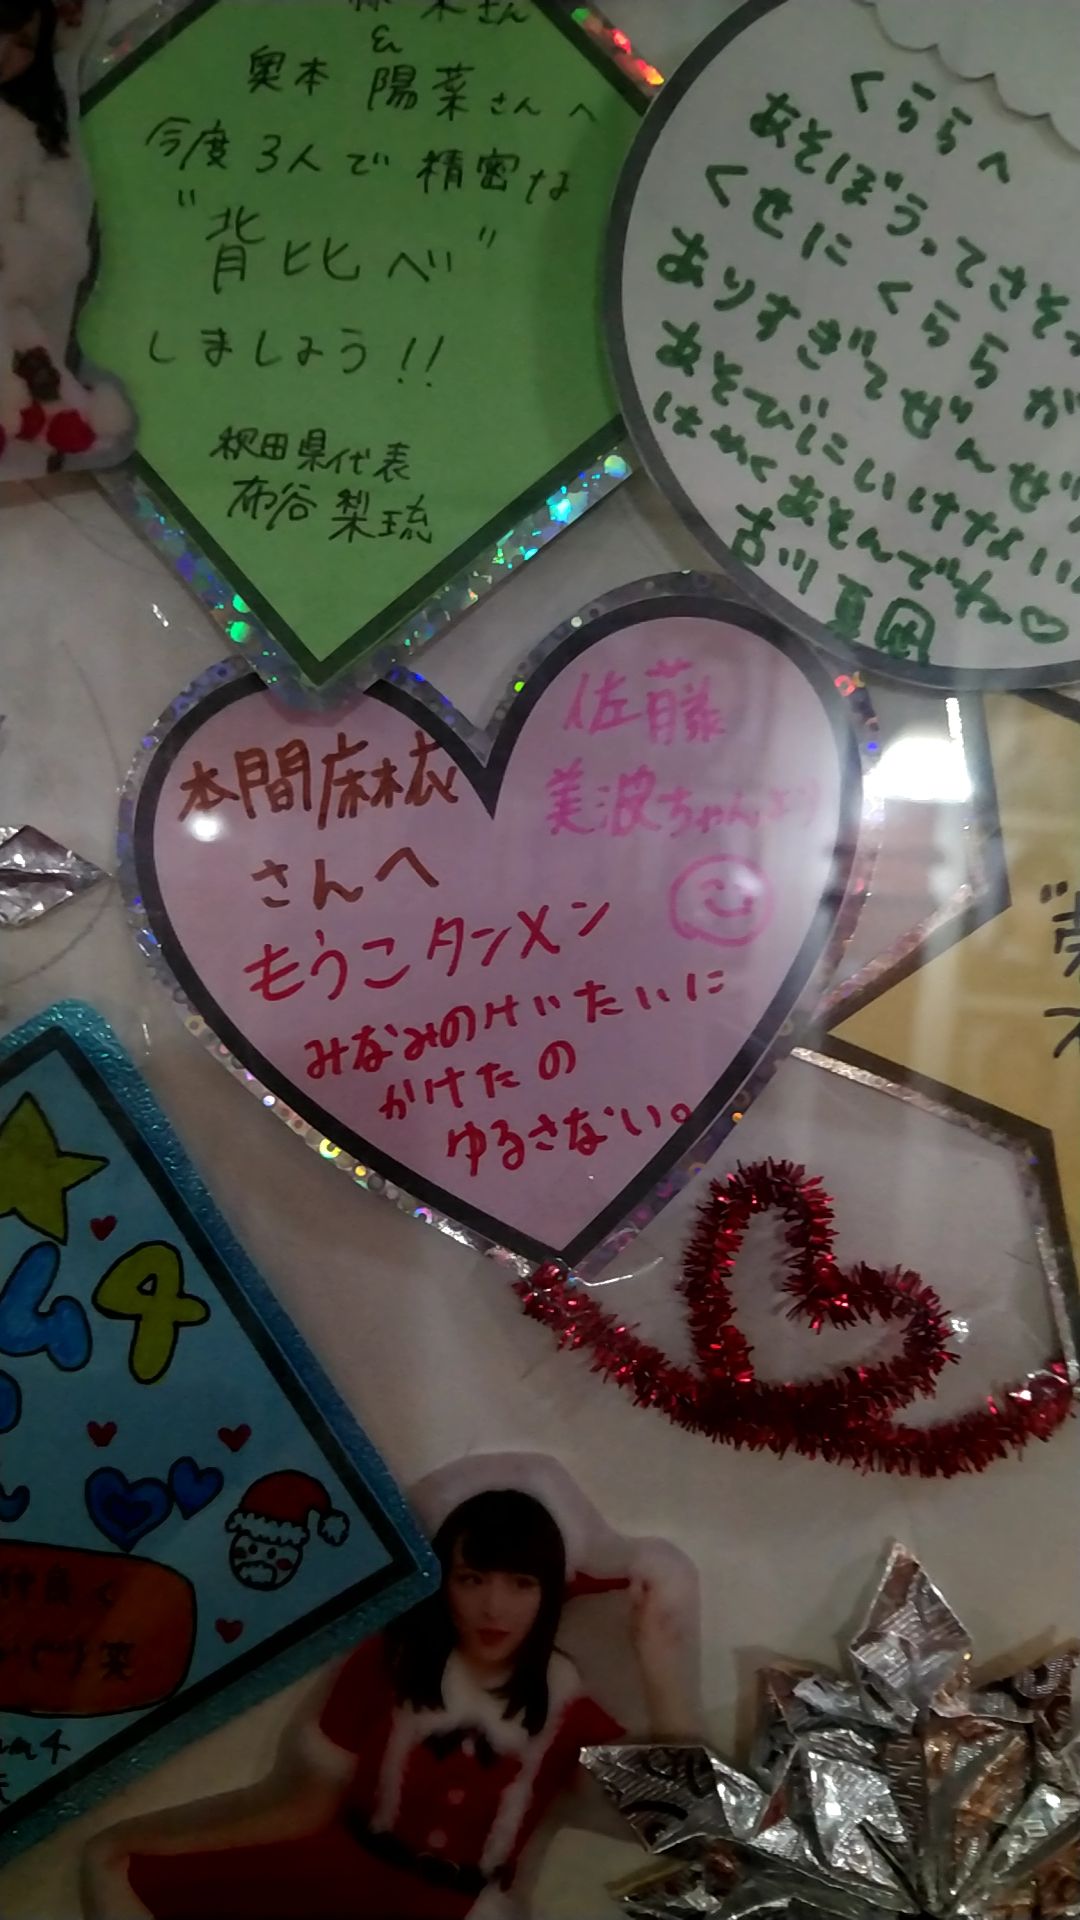 &
奥本 陽菜さんへ
今度3人で精密な
"背比べ"
しましょう!!
秋田県代表
布谷梨琉
くららへ
あそぼうってさそっ
くせにくららが
ありすぎてぜんぜん
あそびにいけない
はやくあそんでね♡
古川夏凪
本間麻衣
さんへ
佐藤
美波ちゃんより
もうこタンメン
みなみのけいたいに
かけたの
ゆるさない。
4